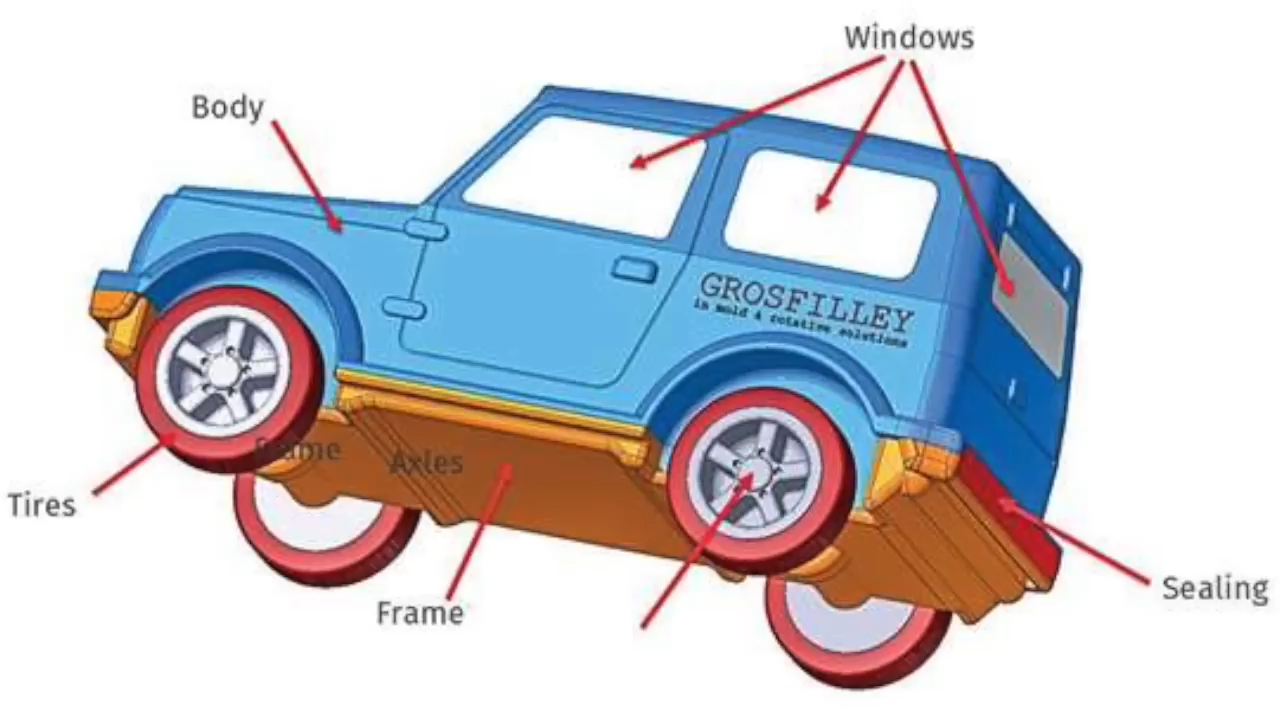 Windows
Body
GROSFILLEY
in mold & rotative solutions
Frame
Axles
Tires
Frame
Sealing